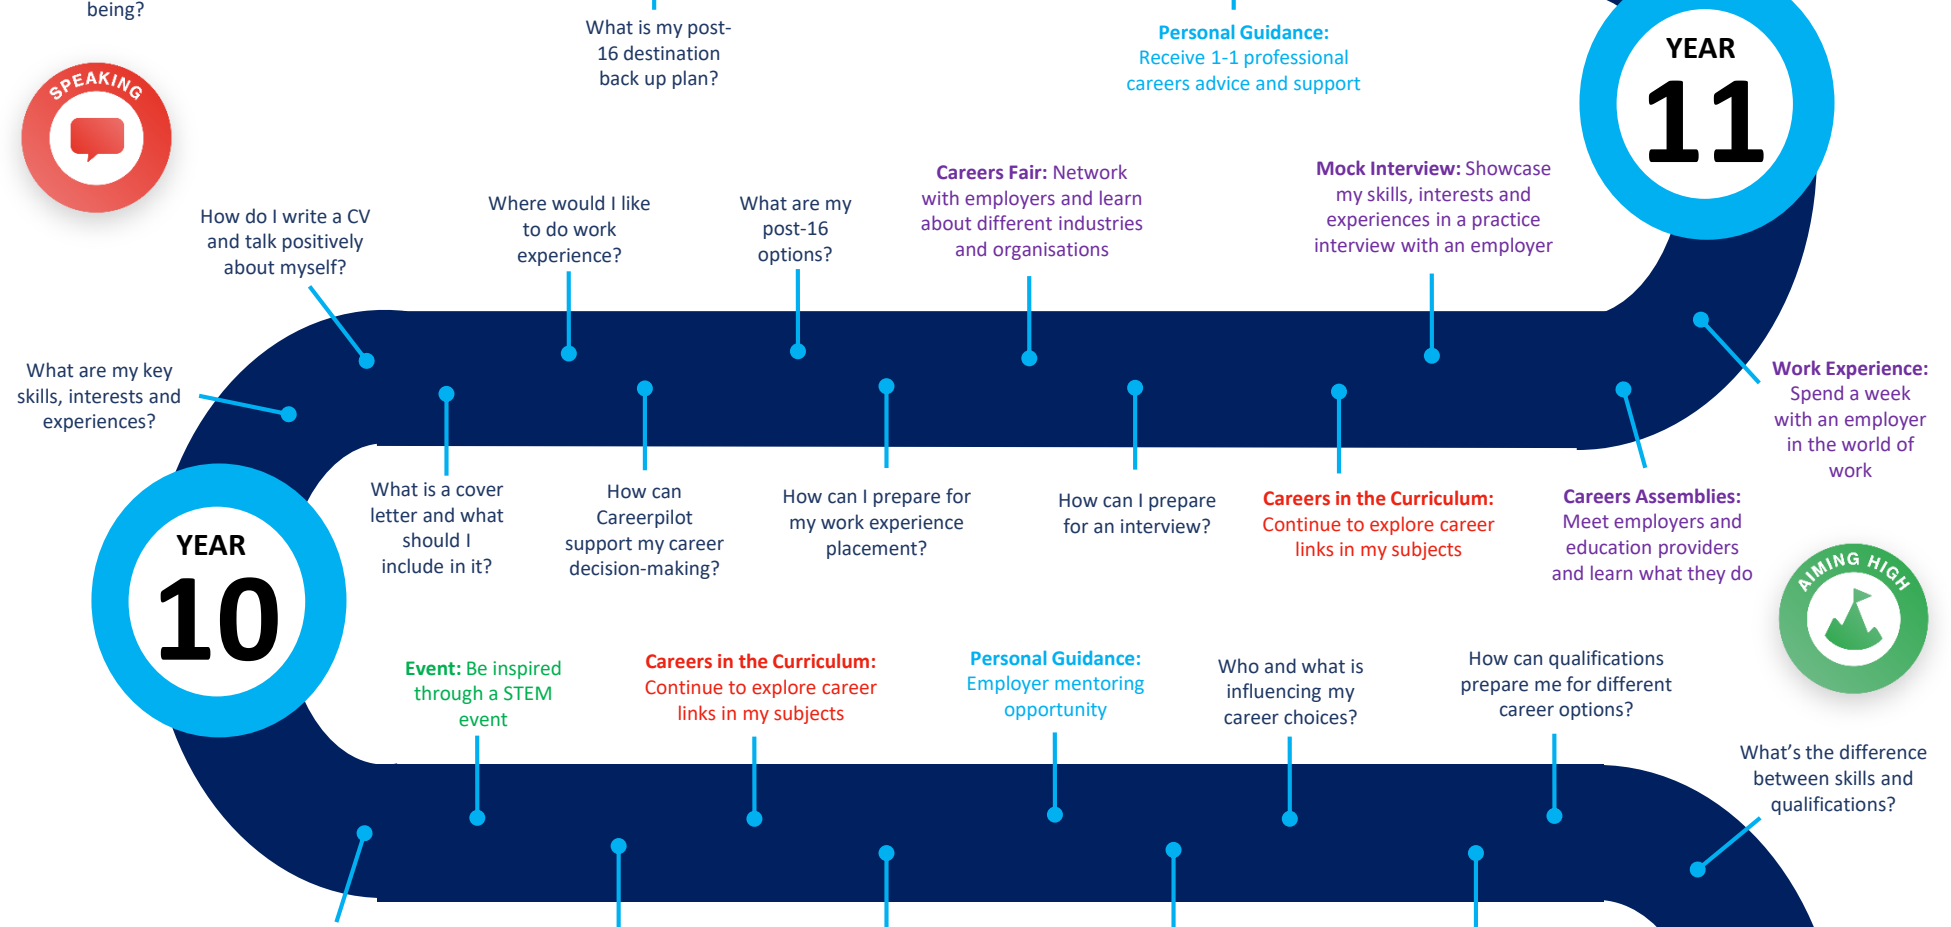 being?
What is my post-
16 destination
back up plan?
Personal Guidance:
Receive 1-1 professional
careers advice and support
YEAR
11
SPEAKING
How do I write a CV
and talk positively
about myself?
Where would I like
to do work
experience?
What are my
post-16
options?
Careers Fair: Network
with employers and learn
about different industries
and organisations
Mock Interview: Showcase
my skills, interests and
experiences in a practice
interview with an employer
What are my key
skills, interests and
experiences?
Work Experience:
Spend a week
with an employer
in the world of
work
What is a cover
letter and what
should I
include in it?
How can
Careerpilot
support my career
decision-making?
How can I prepare for
my work experience
placement?
How can I prepare
for an interview?
Careers in the Curriculum:
Continue to explore career
links in my subjects
Careers Assemblies:
Meet employers and
education providers
and learn what they do
YEAR
10
AIMING HIGH
Event: Be inspired
through a STEM
event
Careers in the Curriculum:
Continue to explore career
links in my subjects
Personal Guidance:
Employer mentoring
opportunity
Who and what is
influencing my
career choices?
How can qualifications
prepare me for different
career options?
What's the difference
between skills and
qualifications?